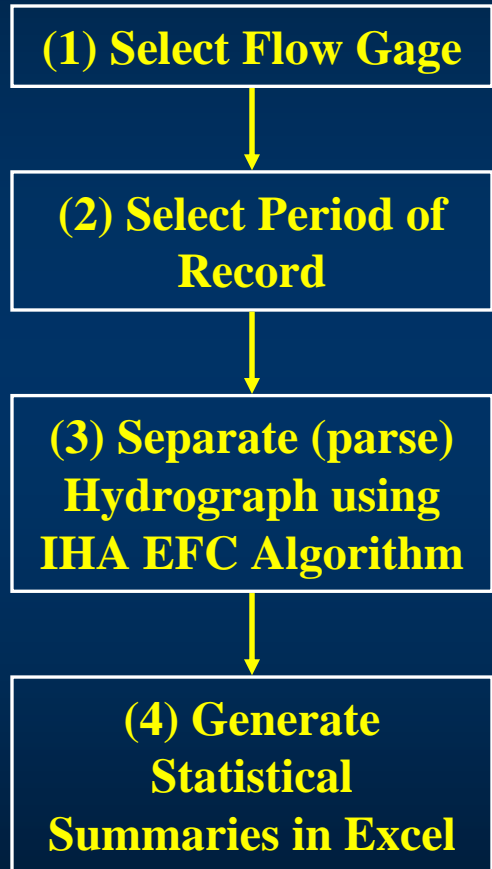 (1) Select Flow Gage
(2) Select Period of
Record
(3) Separate (parse)
Hydrograph using
IHA EFC Algorithm
(4) Generate
Statistical
Summaries in Excel